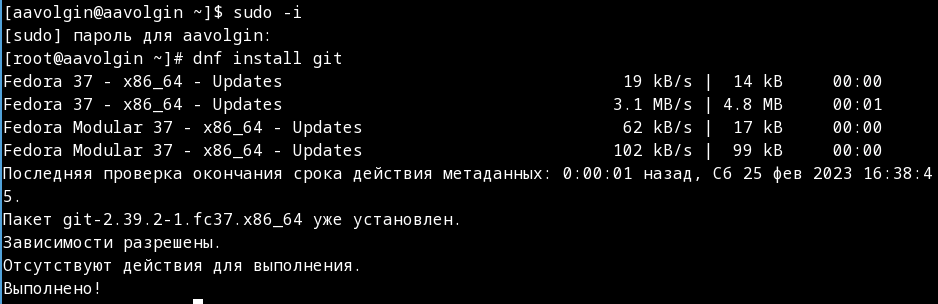 [aavolgin@aavolgin ~]$ sudo -i
[sudo] пароль для aavolgin:
[root@aavolgin ~]# dnf install git
Fedora 37 - x86_64 - Updates 19 kB/s | 14 kB 00:00
Fedora 37 - x86_64 - Updates 3.1 MB/s | 4.8 MB 00:01
Fedora Modular 37 - x86_64 - Updates 62 kB/s | 17 kB 00:00
Fedora Modular 37 - x86_64 - Updates 102 kB/s | 99 kB 00:00
Последняя проверка окончания срока действия метаданных: 0:00:01 назад, Сб 25 фев 2023 16:38:4
5.
Пакет git-2.39.2-1.fc37.x86_64 уже установлен.
Зависимости разрешены.
Отсутствуют действия для выполнения.
Выполнено!